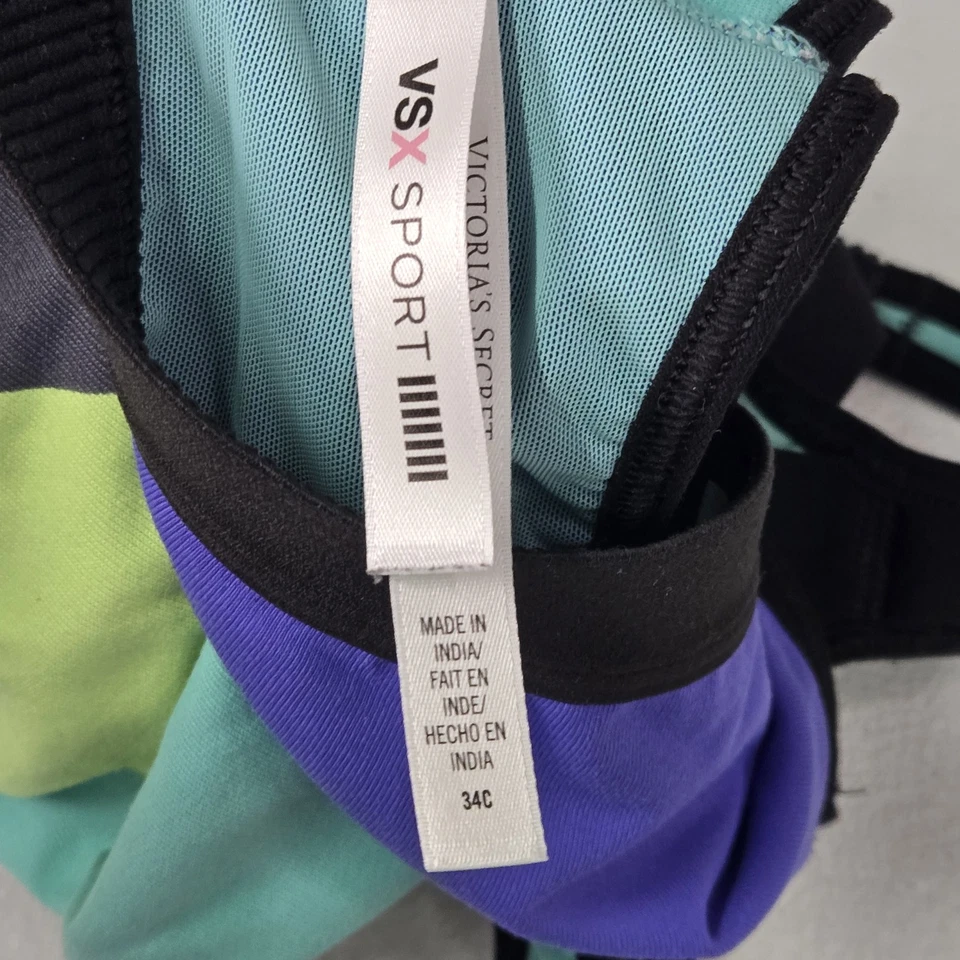 VSX SPORT
VICTORIA'S SECRET
MADE IN
INDIA/
FAIT EN
INDE/
HECHO EN
INDIA
34C